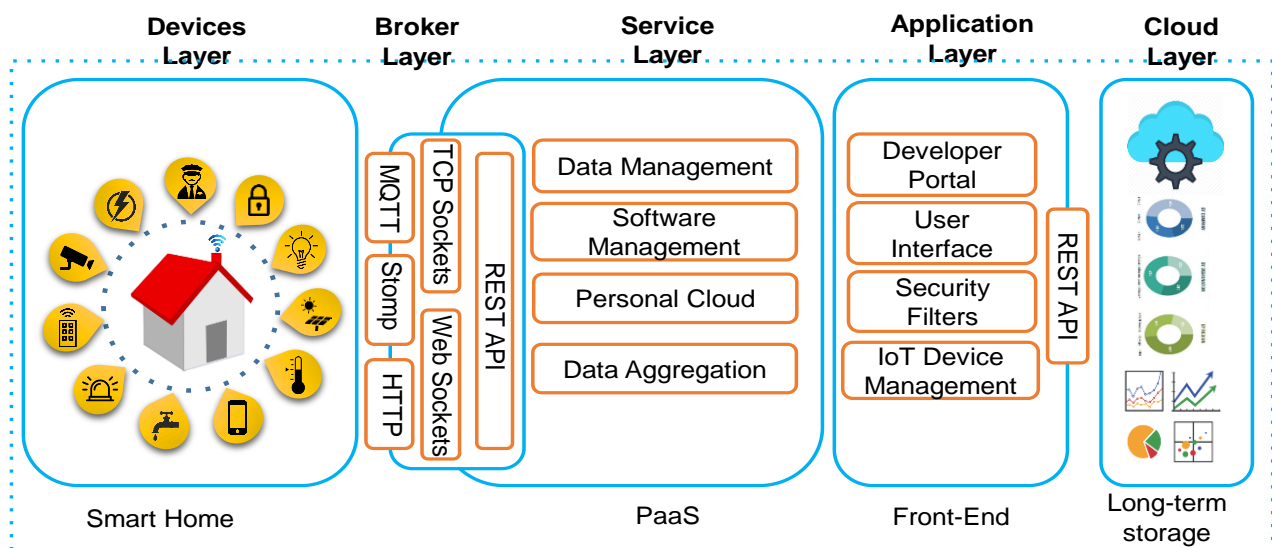 Devices
Layer
Broker
Layer
Service
Layer
Application
Layer
Cloud
Layer
MQTT
Stomp
HTTP
TCP Sockets
Web Sockets
REST API
Data Management
Software
Management
Personal Cloud
Data Aggregation
Developer
Portal
User
Interface
Security
Filters
IoT Device
Management
REST API
Smart Home
PaaS
Front-End
Long-term
storage